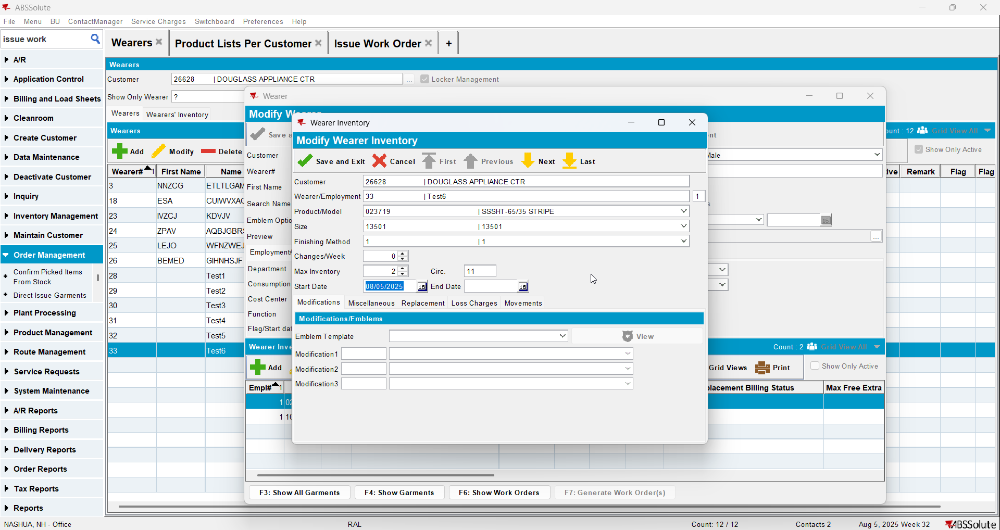 ABSSolute
File Menu BU ContactManager Service Charges Switchboard Preferences Help
issue work
Wearers
Product Lists Per Customer
Issue Work Order
+
A/R
Application Control
Billing and Load Sheets
Cleanroom
Create Customer
Data Maintenance
Deactivate Customer
Inquiry
Inventory Management
Maintain Customer
Order Management
Confirm Picked Items
From Stock
Direct Issue Garments
Plant Processing
Product Management
Route Management
Service Requests
System Maintenance
A/R Reports
Billing Reports
Delivery Reports
Order Reports
Tax Reports
Reports
Wearers
Customer 26628 | DOUGLASS APPLIANCE CTR ... Locker Management
Show Only Wearer ?
Wearers Wearers' Inventory
Wearers
ount : 12 Grid View All
Add Modify Delete
Show Only Active
Wearer# 1 First Name Name
ive Remark Flag Flag
3 NNZCG ETLTLGAM
18 ESA CUIWVXAC
23 IVZCJ KDVJV
24 ZPAV AQBJGBRS
25 LEJO WFNZWEJ
26 BEMED GIHNHSJF
28 Test1
29 Test2
30 Test3
31 Test4
32 Test5
33 Test6
Wearer
Modify Wearer
Save a
nt
Customer
Male
Wearer#
First Name
Search Name
s
Emblem Optio
16
Preview
...
Employment#
Department
Consumption
Cost Center
Function
Flag/Start dat
Wearer Inve
Count : 2 Grid View All
Add
Grid Views Print Show Only Active
Empl# 1
placement Billing Status Max Free Extra
1 02
1 10
F3: Show All Garments F4: Show Garments F6: Show Work Orders F7: Generate Work Order(s)
Wearer Inventory
Modify Wearer Inventory
Save and Exit Cancel First Previous Next Last
Customer 26628 | DOUGLASS APPLIANCE CTR
Wearer/Employment 33 | Test6 1
Product/Model 023719 | SSSHT-65/35 STRIPE
Size 13501 | 13501
Finishing Method 1 | 1
Changes/Week 0
Max Inventory 2 Circ. 11
Start Date 08/05/2025 16 End Date 16
Modifications Miscellaneous Replacement Loss Charges Movements
Modifications/Emblems
Emblem Template View
Modification1
Modification2
Modification3
NASHUA, NH - Office RAL Count: 12 / 12 Contacts 2 Aug 5, 2025 Week 32 ABSSolute